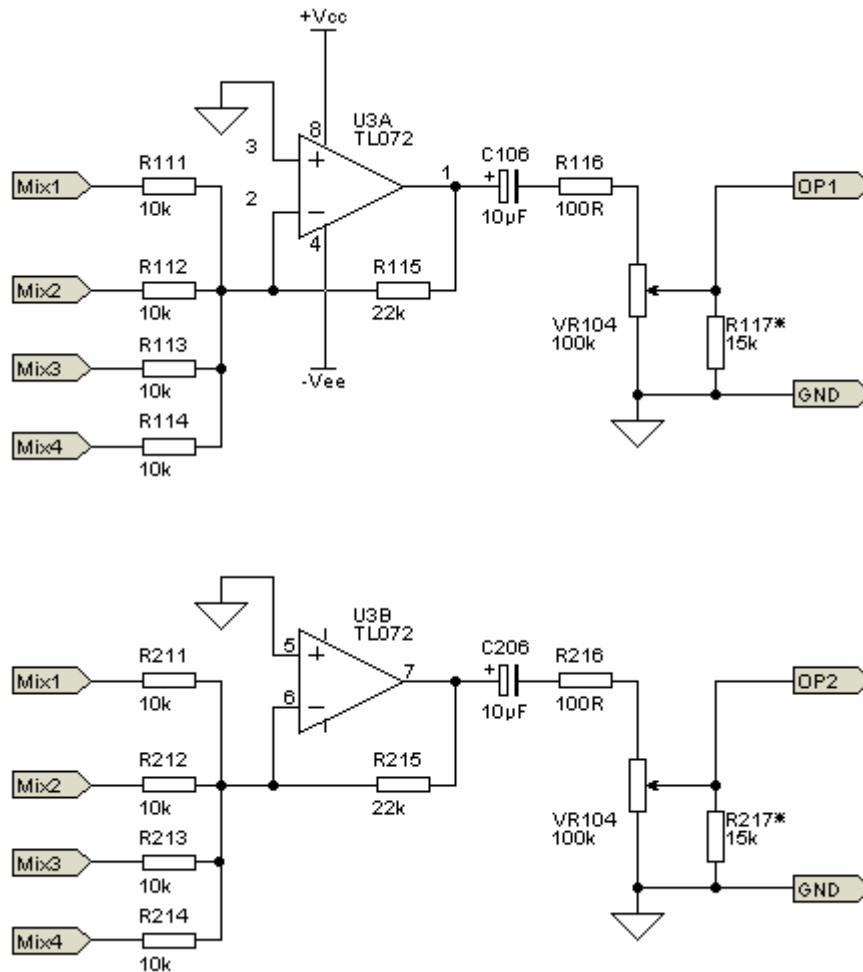 +Vcc
U3A
TL072
8
3
+
2
−
4
1
Mix1
R111
10k
Mix2
R112
10k
Mix3
R113
10k
Mix4
R114
10k
R115
22k
-Vee
C106
+
10µF
R116
100R
VR104
100k
R117*
15k
OP1
GND
U3B
TL072
5
+
6
−
7
Mix1
R211
10k
Mix2
R212
10k
Mix3
R213
10k
Mix4
R214
10k
R215
22k
C206
+
10µF
R216
100R
VR104
100k
R217*
15k
OP2
GND